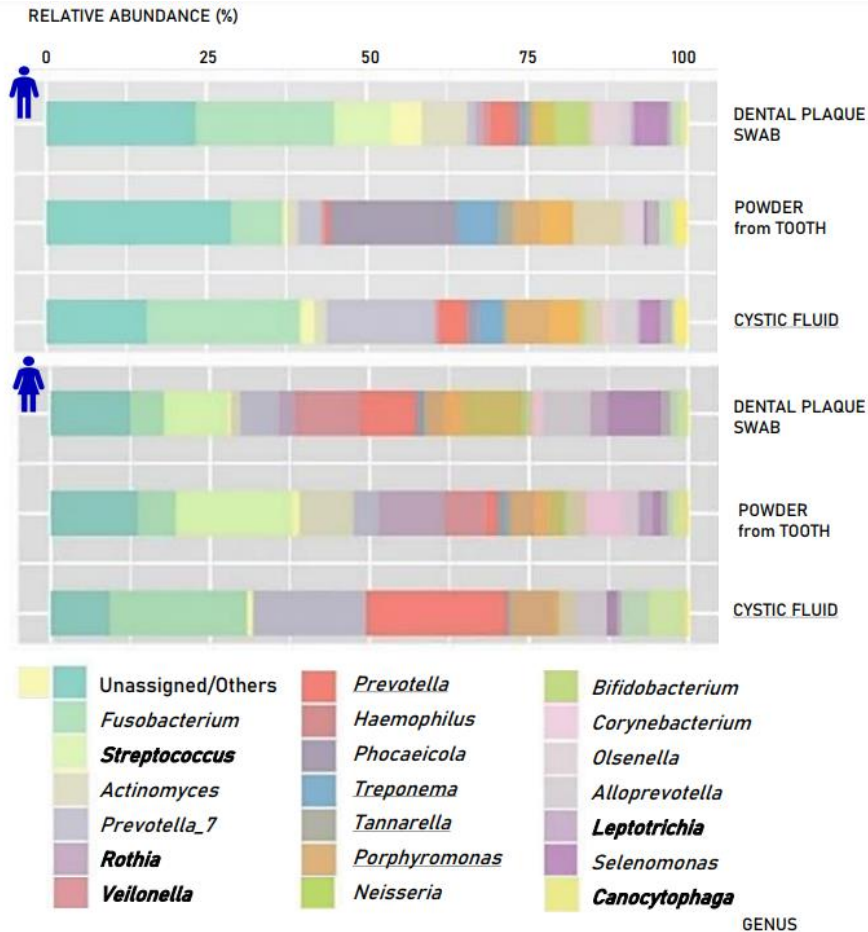 RELATIVE ABUNDANCE (%)
0 25 50 75 100
DENTAL PLAQUE
SWAB
POWDER
from TOOTH
CYSTIC FLUID
DENTAL PLAQUE
SWAB
POWDER
from TOOTH
CYSTIC FLUID
Unassigned/Others
Fusobacterium
Streptococcus
Actinomyces
Prevotella_7
Rothia
Veilonella
Prevotella
Haemophilus
Phocaeicola
Treponema
Tannarella
Porphyromonas
Neisseria
Bifidobacterium
Corynebacterium
Olsenella
Alloprevotella
Leptotrichia
Selenomonas
Canocytophaga
GENUS